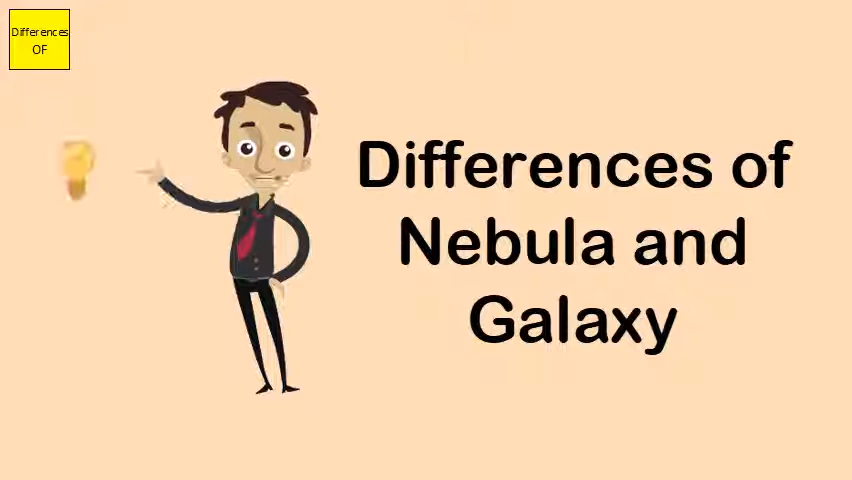 Differences
OF
Differences of
Nebula and
Galaxy